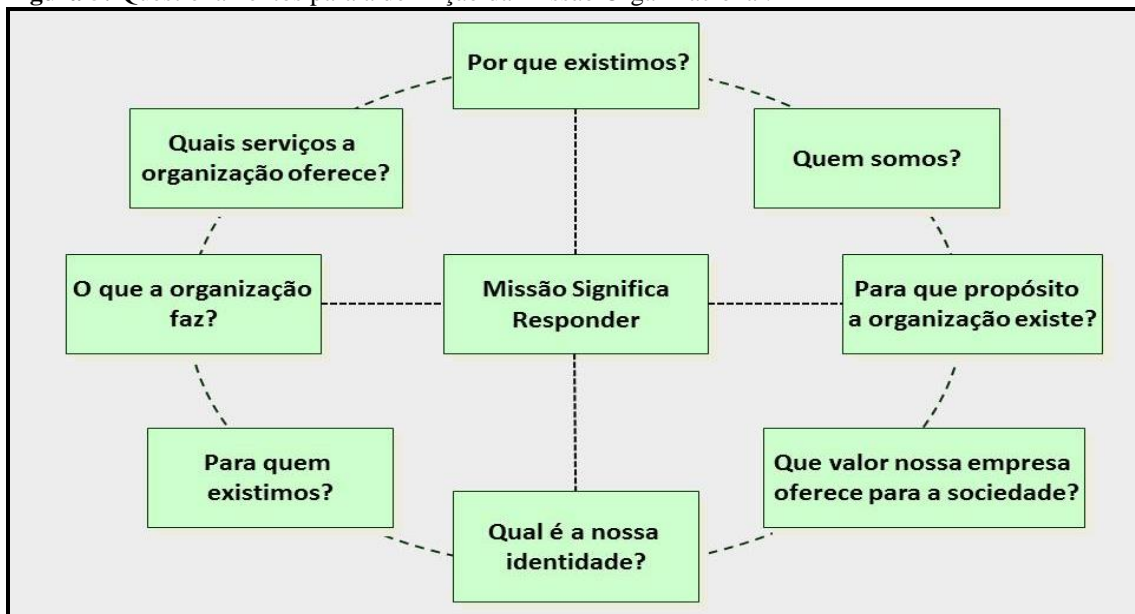 Por que existimos?
Quais serviços a
organização oferece?
Quem somos?
O que a organização
faz?
Missão Significa
Responder
Para que propósito
a organização existe?
Para quem
existimos?
Que valor nossa empresa
oferece para a sociedade?
Qual é a nossa
identidade?